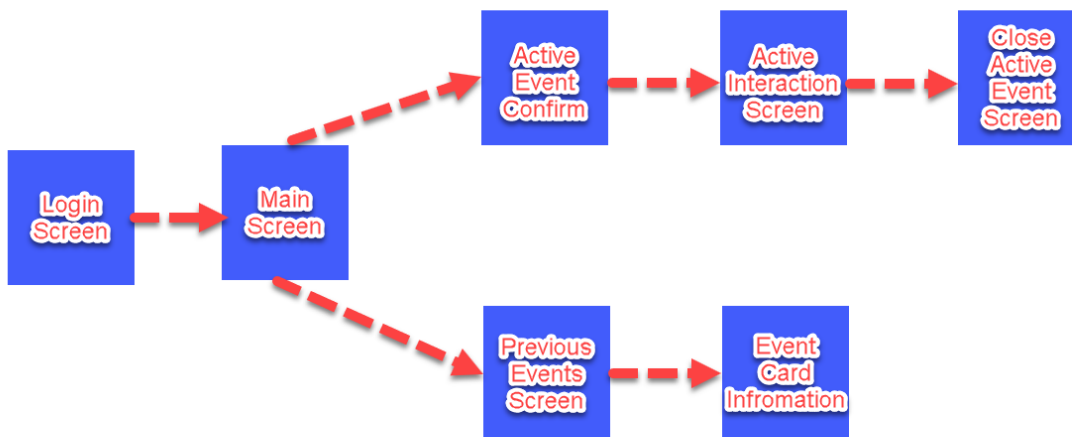 Login
Screen
Main
Screen
Active
Event
Confirm
Active
Interaction
Screen
Close
Active
Event
Screen
Previous
Events
Screen
Event
Card
Infromation